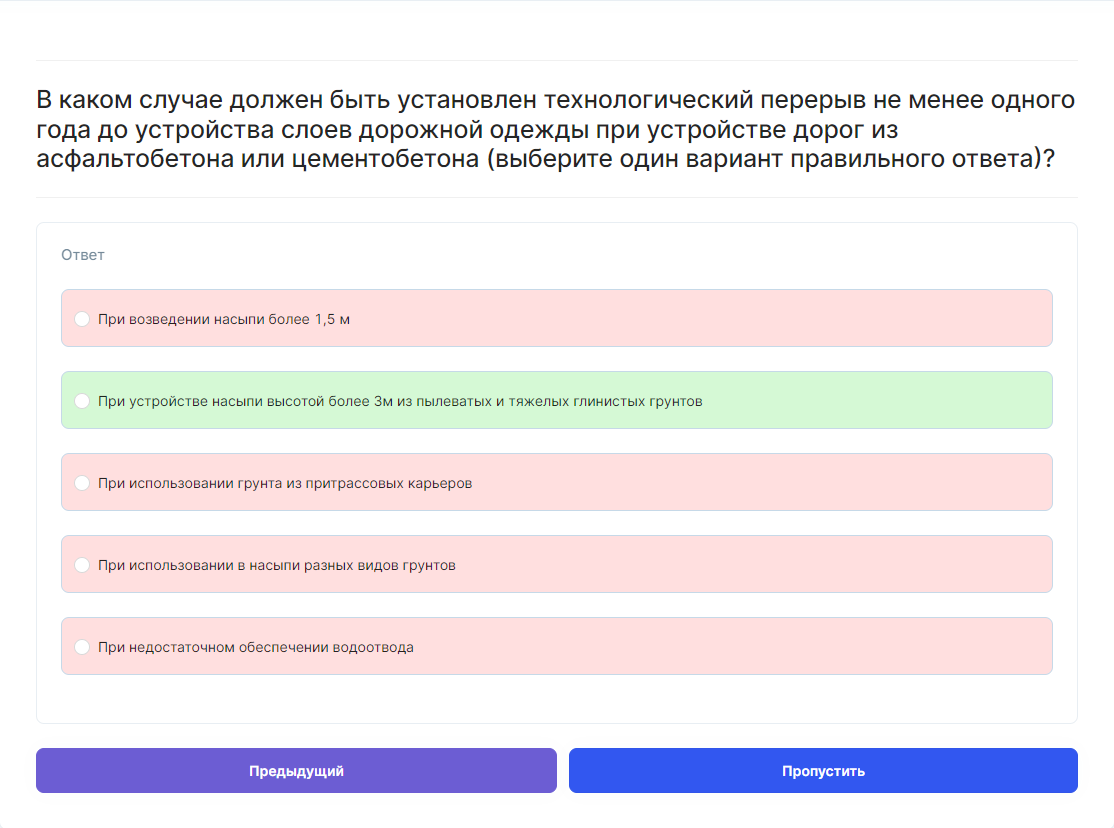 В каком случае должен быть установлен технологический перерыв не менее одного
года до устройства слоев дорожной одежды при устройстве дорог из
асфальтобетона или цементобетона (выберите один вариант правильного ответа)?
Ответ
При возведении насыпи более 1,5 м
При устройстве насыпи высотой более 3м из пылеватых и тяжелых глинистых грунтов
При использовании грунта из притрассовых карьеров
При использовании в насыпи разных видов грунтов
При недостаточном обеспечении водоотвода
Предыдущий
Пропустить